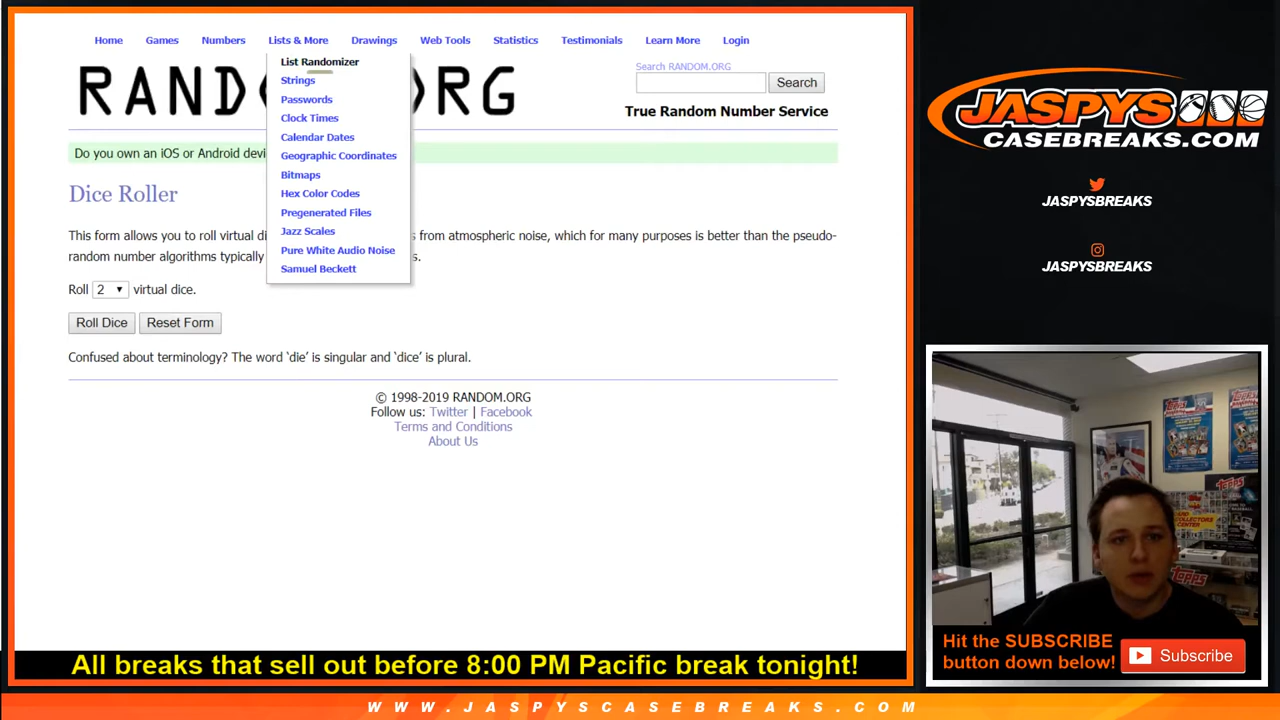 Home Games Numbers Lists & More Drawings Web Tools Statistics Testimonials Learn More Login
List Randomizer
Strings
Passwords
Clock Times
Calendar Dates
Geographic Coordinates
Bitmaps
Hex Color Codes
Pregenerated Files
Jazz Scales
Pure White Audio Noise
Samuel Beckett
Search RANDOM.ORG
Search
True Random Number Service
Do you own an iOS or Android devi
Dice Roller
This form allows you to roll virtual di s from atmospheric noise, which for many purposes is better than the pseudo-
random number algorithms typically s.
Roll 2 virtual dice.
Roll Dice Reset Form
Confused about terminology? The word ‘die’ is singular and ‘dice’ is plural.
© 1998-2019 RANDOM.ORG
Follow us: Twitter | Facebook
Terms and Conditions
About Us
JASPYS
CASEBREAKS.COM
JASPYSBREAKS
JASPYSBREAKS
Topps
TOPPS
Hit the SUBSCRIBE
button down below!
Subscribe
All breaks that sell out before 8:00 PM Pacific break tonight!
WWW.JASPYSCASEBREAKS.COM